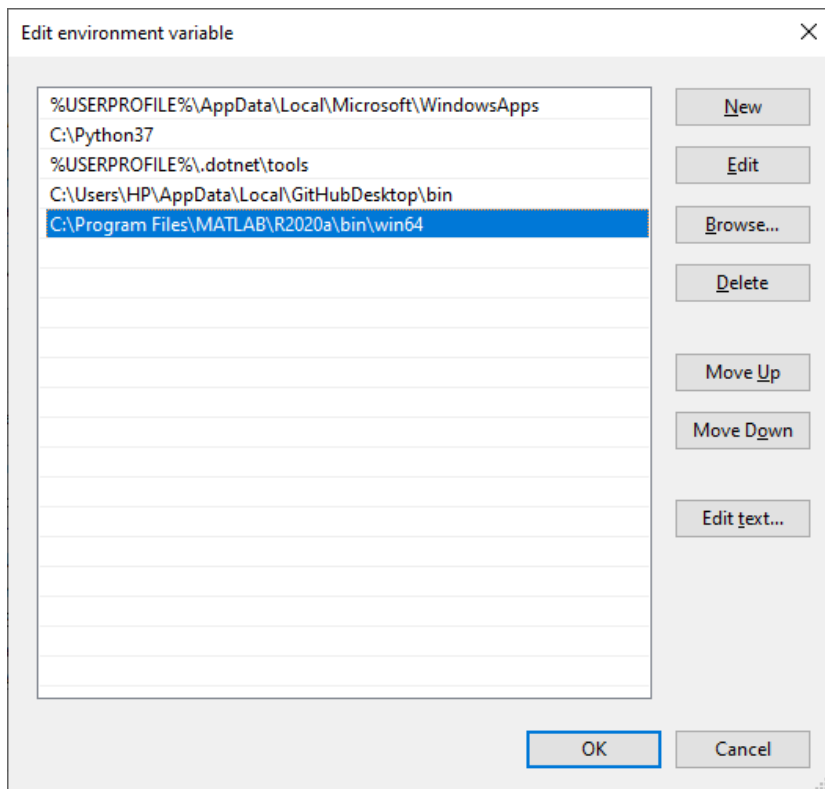 Edit environment variable
%USERPROFILE%\AppData\Local\Microsoft\WindowsApps
C:\Python37
%USERPROFILE%\.dotnet\tools
C:\Users\HP\AppData\Local\GitHubDesktop\bin
C:\Program Files\MATLAB\R2020a\bin\win64
New
Edit
Browse...
Delete
Move Up
Move Down
Edit text...
OK
Cancel